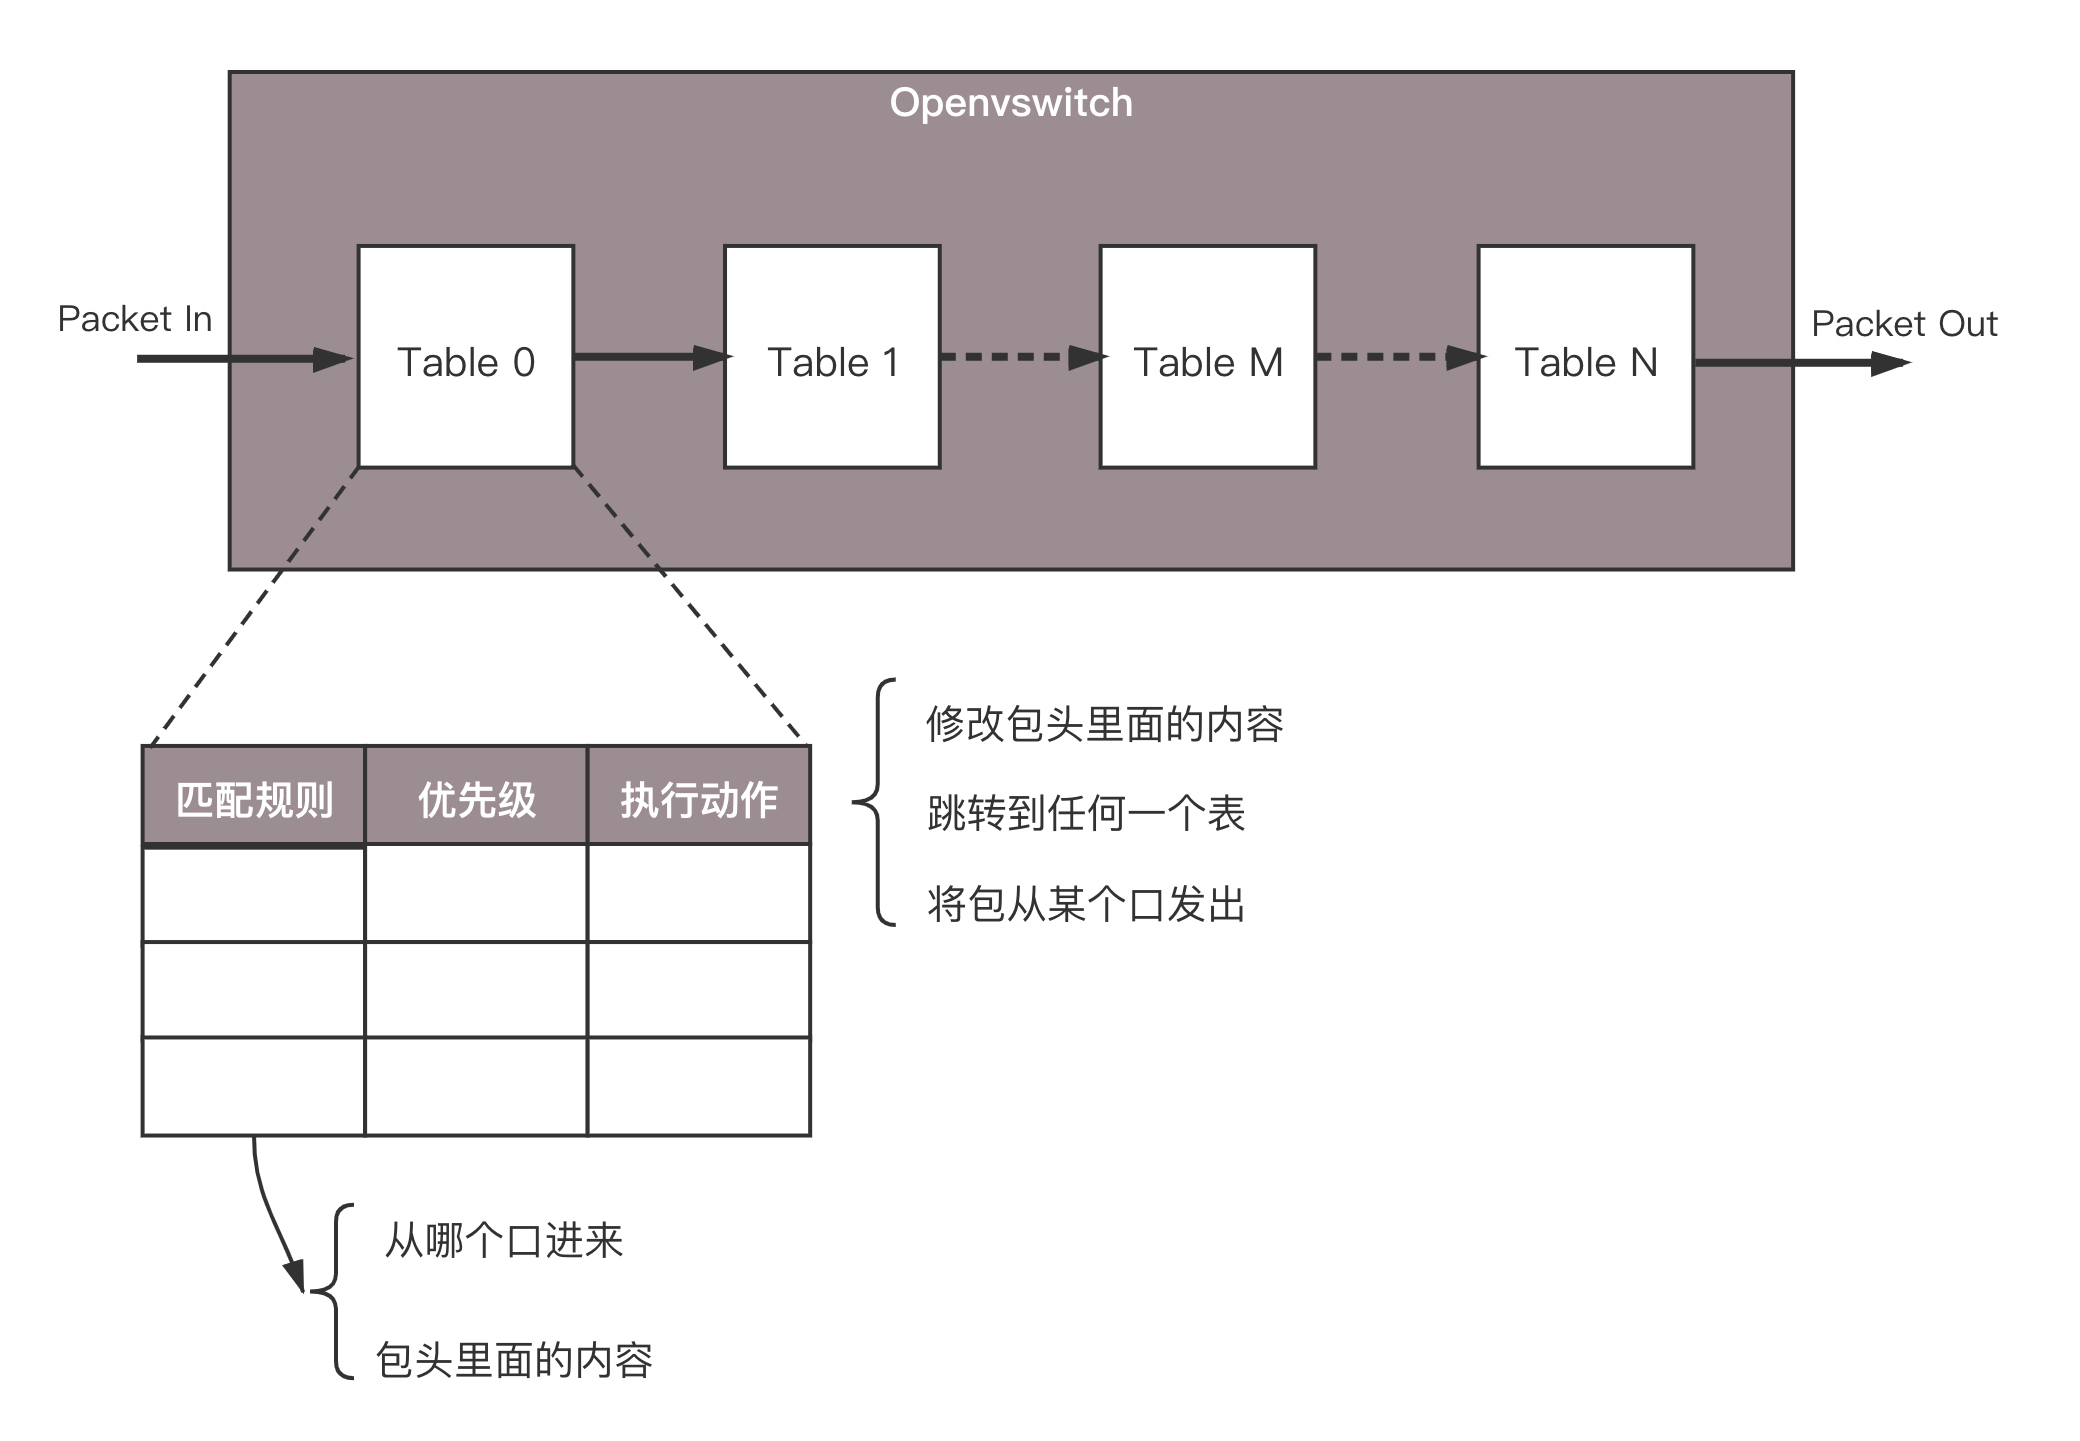 Openvswitch
Packet In
Table 0
Table 1
Table M
Table N
Packet Out
匹配规则
优先级
执行动作
修改包头里面的内容
跳转到任何一个表
将包从某个口发出
从哪个口进来
包头里面的内容